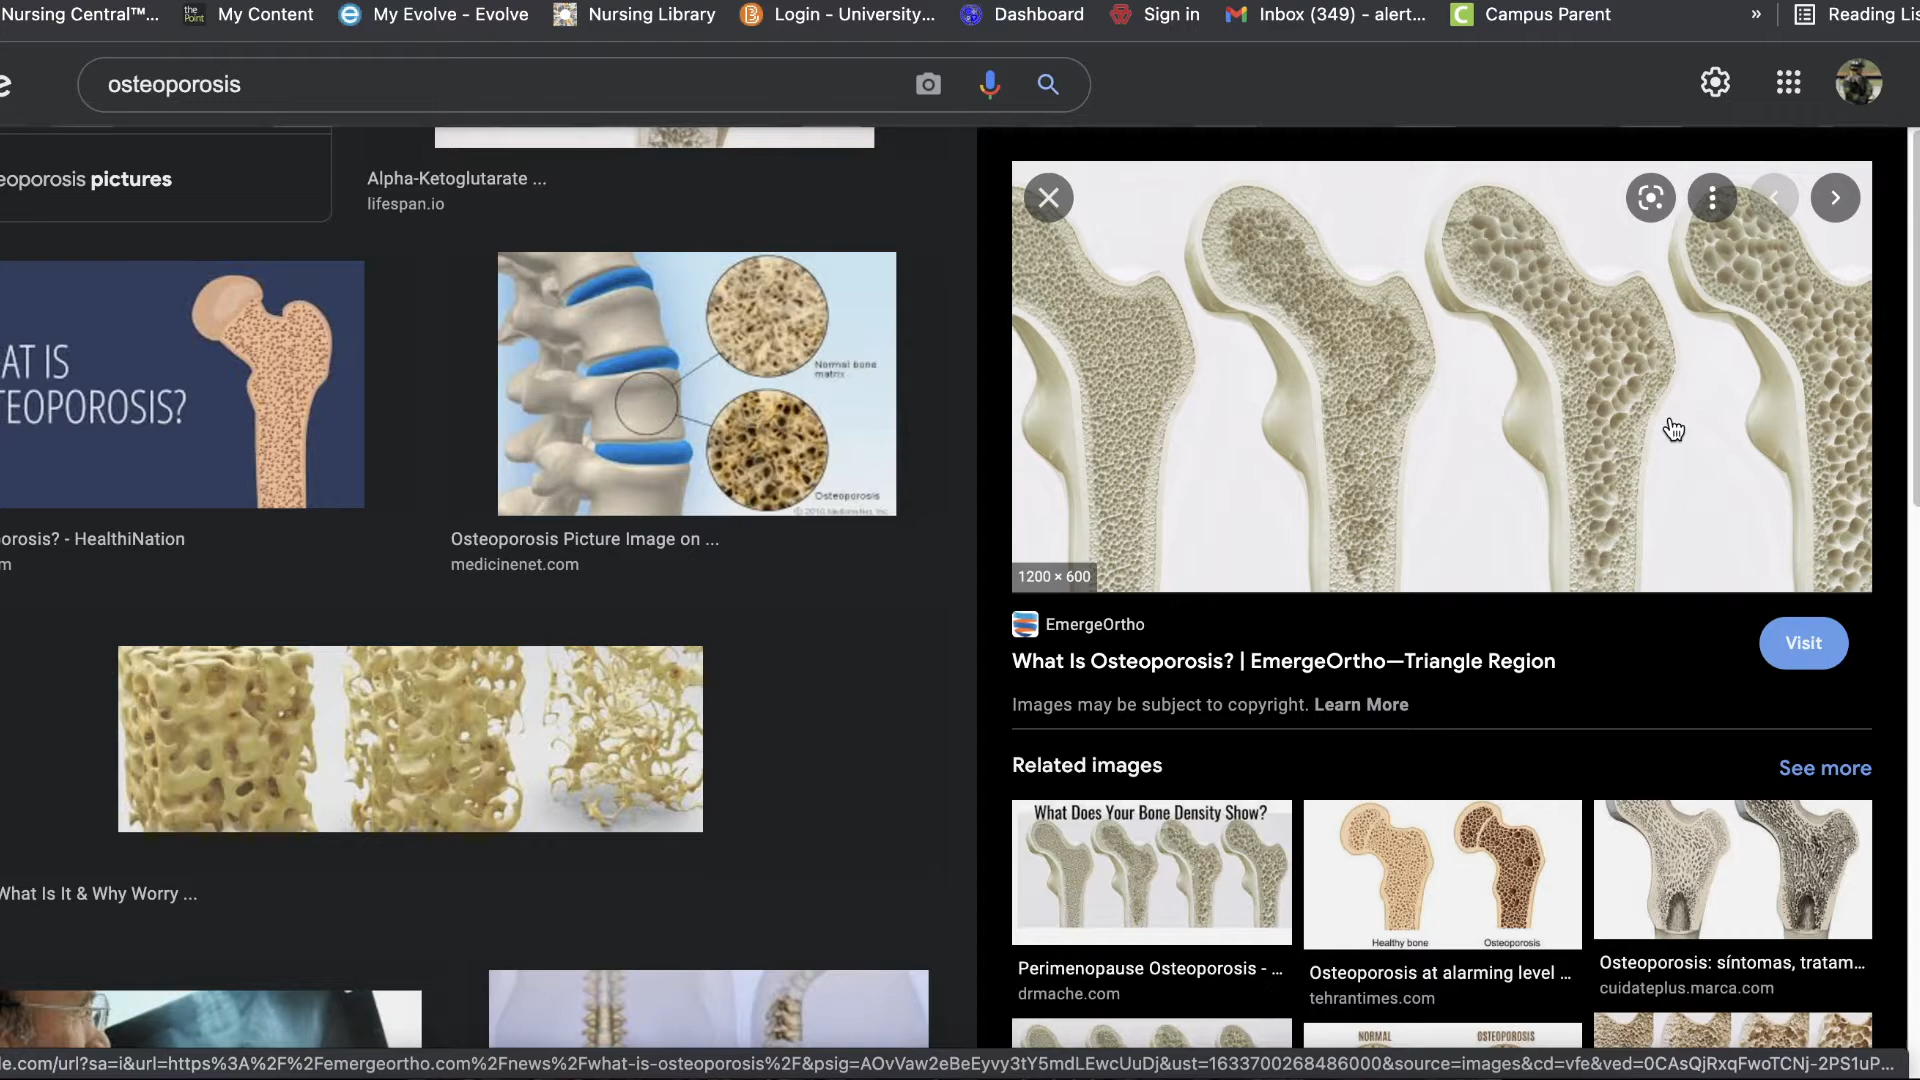 Nursing Central™...
the Point
My Content
My Evolve - Evolve
Nursing Library
Login - University...
Dashboard
Sign in
Inbox (349) - alert...
Campus Parent
»
Reading Lis
e
osteoporosis
eoporosis pictures
Alpha-Ketoglutarate ...
lifespan.io
AT IS
TEOPOROSIS?
Normal bone
matrix
Osteoporosis
orosis? - HealthiNation
m
Osteoporosis Picture Image on ...
medicinenet.com
What Is It & Why Worry ...
1200 × 600
EmergeOrtho
What Is Osteoporosis? | EmergeOrtho—Triangle Region
Visit
Images may be subject to copyright. Learn More
Related images
See more
What Does Your Bone Density Show?
Perimenopause Osteoporosis - ...
drmache.com
Healthy bone
Osteoporosis
Osteoporosis at alarming level ...
tehrantimes.com
Osteoporosis: síntomas, tratam...
cuidateplus.marca.com
NORMAL
OSTEOPOROSIS
le.com/url?sa=i&url=https%3A%2F%2Femergeortho.com%2Fnews%2Fwhat-is-osteoporosis%2F&psig=AOvVaw2eBeEyvy3tY5mdLEwcUuDj&ust=1633700268486000&source=images&cd=vfe&ved=0CAsQjRxqFwoTCNj-2PS1uP...